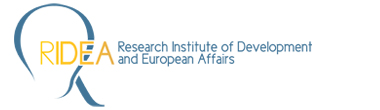 RIDEA Research Institute of Development
and European Affairs